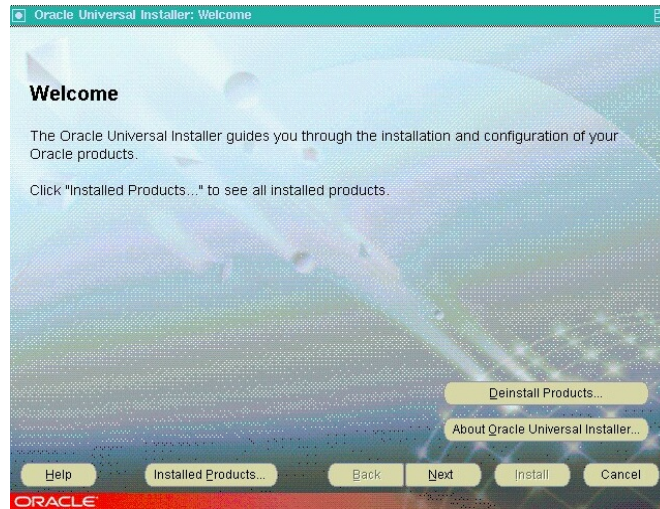 Oracle Universal Installer: Welcome
Welcome
The Oracle Universal Installer guides you through the installation and configuration of your
Oracle products.
Click "Installed Products..." to see all installed products.
Deinstall Products...
About Oracle Universal Installer...
Help
Installed Products...
Back
Next
Install
Cancel
ORACLE